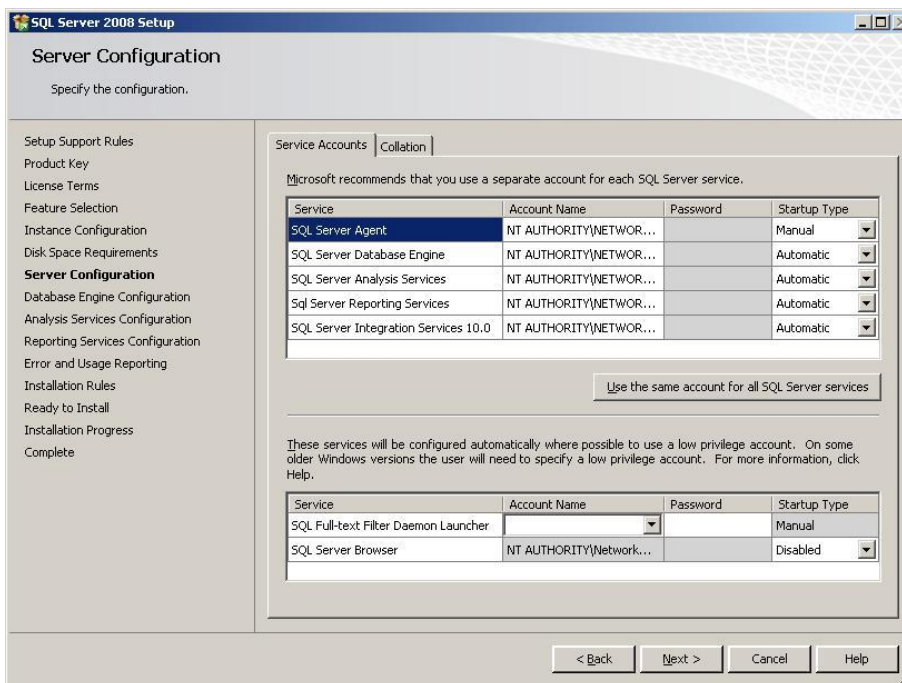 SQL Server 2008 Setup
Server Configuration
Specify the configuration.
Setup Support Rules
Product Key
License Terms
Feature Selection
Instance Configuration
Disk Space Requirements
Server Configuration
Database Engine Configuration
Analysis Services Configuration
Reporting Services Configuration
Error and Usage Reporting
Installation Rules
Ready to Install
Installation Progress
Complete
Service Accounts Collation
Microsoft recommends that you use a separate account for each SQL Server service.
Service Account Name Password Startup Type
SQL Server Agent NT AUTHORITY\NETWOR... Manual
SQL Server Database Engine NT AUTHORITY\NETWOR... Automatic
SQL Server Analysis Services NT AUTHORITY\NETWOR... Automatic
Sql Server Reporting Services NT AUTHORITY\NETWOR... Automatic
SQL Server Integration Services 10.0 NT AUTHORITY\NETWOR... Automatic
Use the same account for all SQL Server services
These services will be configured automatically where possible to use a low privilege account. On some
older Windows versions the user will need to specify a low privilege account. For more information, click
Help.
Service Account Name Password Startup Type
SQL Full-text Filter Daemon Launcher Manual
SQL Server Browser NT AUTHORITY\Network... Disabled
< Back Next > Cancel Help